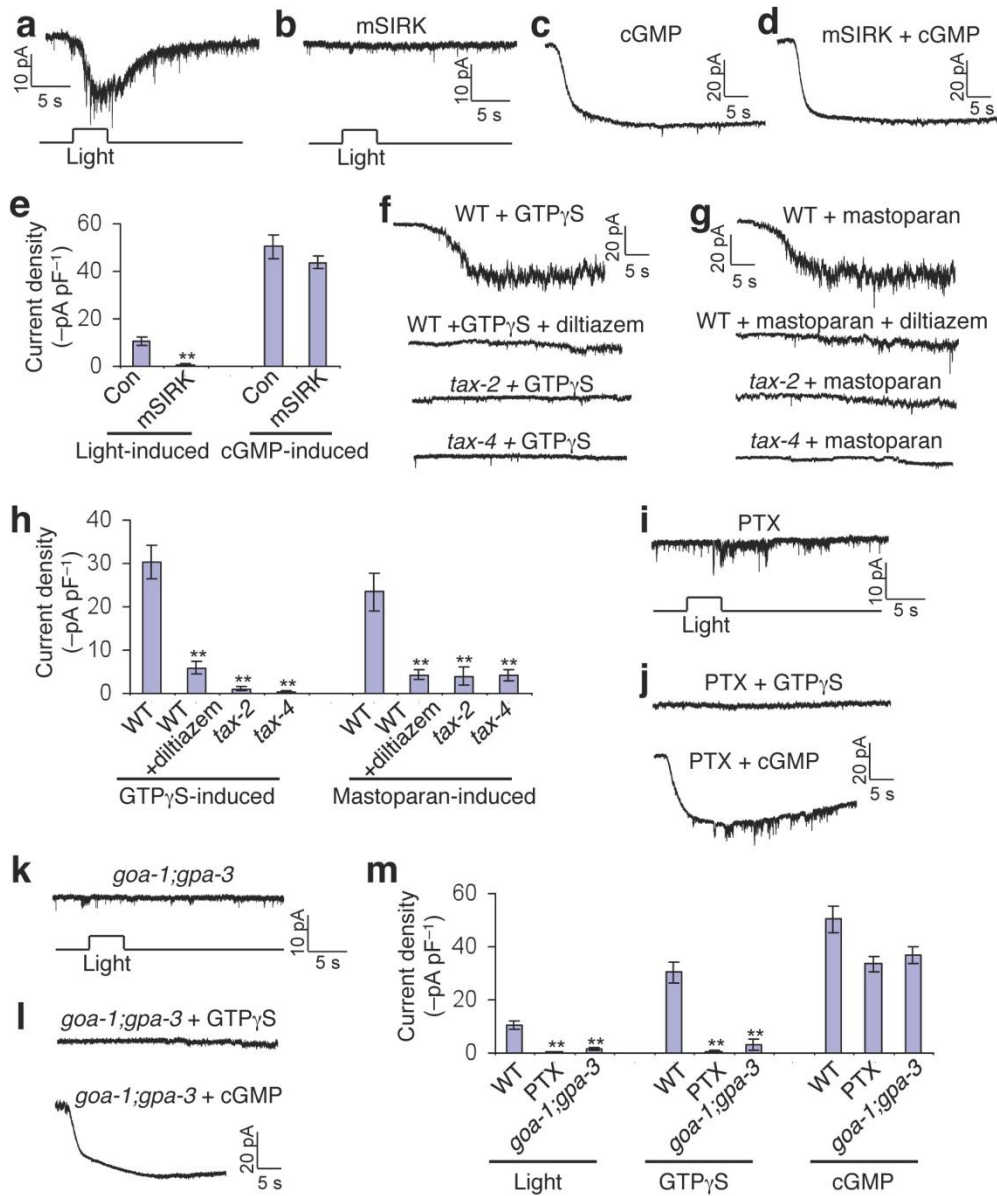 a
10 pA
5 s
Light
b
mSIRK
10 pA
5 s
Light
c
cGMP
20 pA
5 s
d
mSIRK + cGMP
20 pA
5 s
e
Current density
(–pA pF⁻¹)
60
40
20
0
Con
mSIRK
Con
mSIRK
**
Light-induced
cGMP-induced
f
WT + GTPγS
20 pA
5 s
WT +GTPγS + diltiazem
tax-2 + GTPγS
tax-4 + GTPγS
g
WT + mastoparan
20 pA
5 s
WT + mastoparan + diltiazem
tax-2 + mastoparan
tax-4 + mastoparan
h
Current density
(–pA pF⁻¹)
40
30
20
10
0
** ** **
** ** **
WT
WT
+diltiazem
tax-2
tax-4
WT
WT
+diltiazem
tax-2
tax-4
GTPγS-induced
Mastoparan-induced
i
PTX
10 pA
5 s
Light
j
PTX + GTPγS
PTX + cGMP
20 pA
5 s
k
goa-1;gpa-3
10 pA
5 s
Light
l
goa-1;gpa-3 + GTPγS
goa-1;gpa-3 + cGMP
20 pA
5 s
m
Current density
(–pA pF⁻¹)
60
40
20
0
** **
** **
WT
PTX
goa-1;gpa-3
WT
PTX
goa-1;gpa-3
WT
PTX
goa-1;gpa-3
Light
GTPγS
cGMP